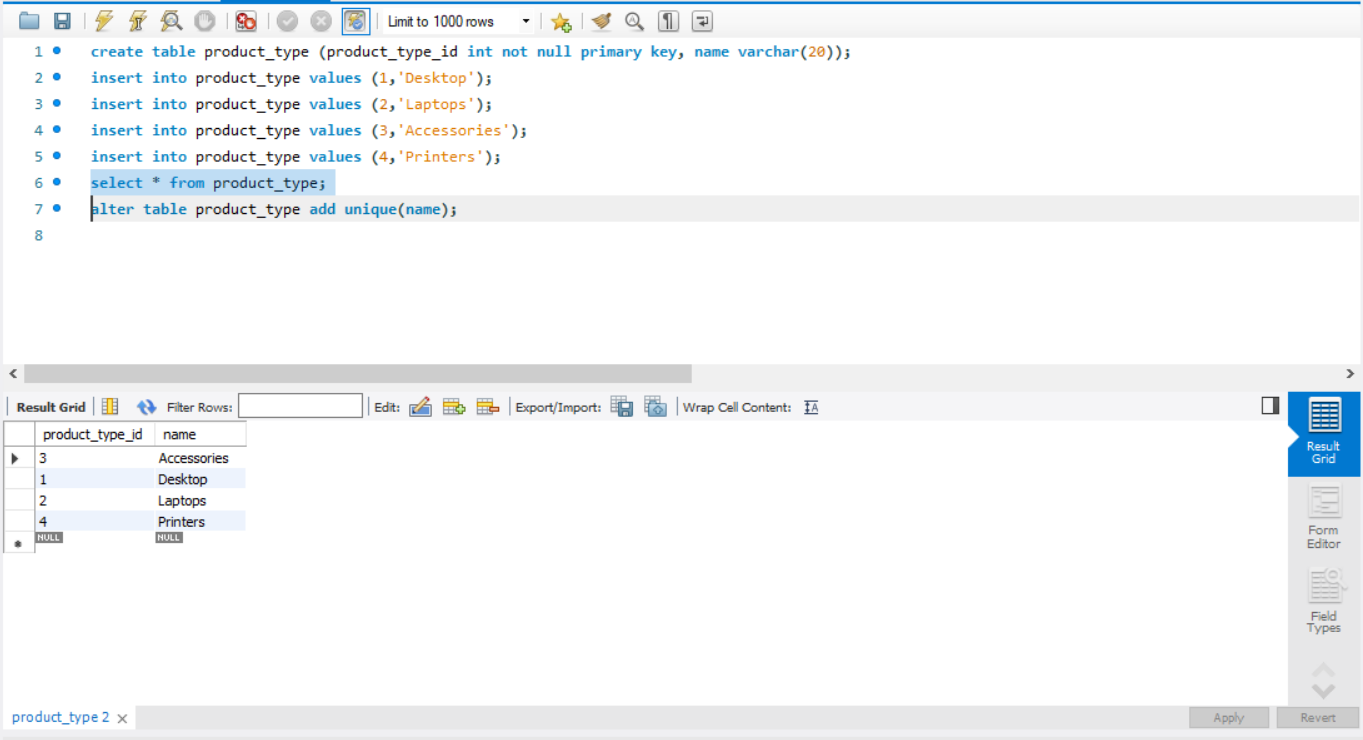 Limit to 1000 rows
1 create table product_type (product_type_id int not null primary key, name varchar(20));
2 insert into product_type values (1,'Desktop');
3 insert into product_type values (2,'Laptops');
4 insert into product_type values (3,'Accessories');
5 insert into product_type values (4,'Printers');
6 select * from product_type;
7 alter table product_type add unique(name);
8
Result Grid Filter Rows: Edit: Export/Import: Wrap Cell Content: IA
product_type_id name
3 Accessories
1 Desktop
2 Laptops
4 Printers
NULL NULL
Result
Grid
Form
Editor
Field
Types
product_type 2 Apply Revert